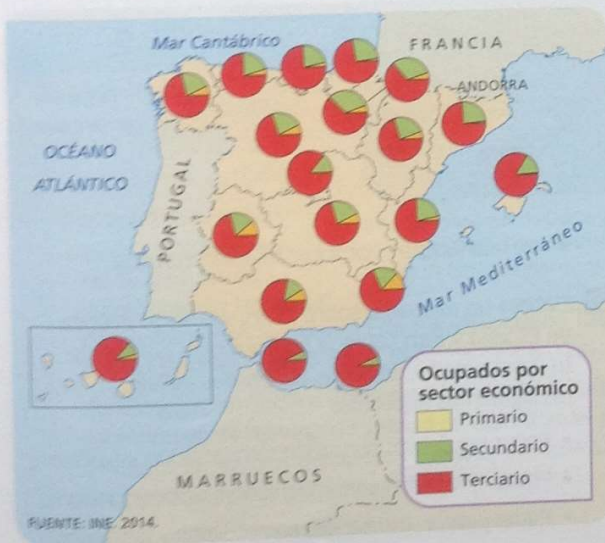 Mar Cantábrico
FRANCIA
ANDORRA
OCÉANO
ATLÁNTICO
PORTUGAL
Mar Mediterráneo
Ocupados por
sector económico
Primario
Secundario
Terciario
MARRUECOS
FUENTE: INE. 2014.